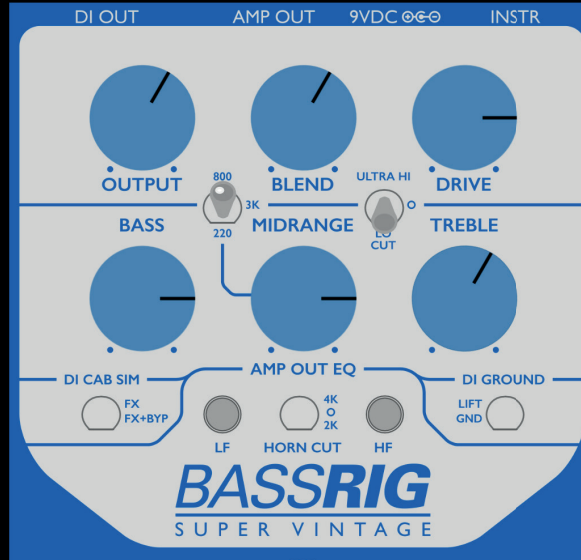 DI OUT AMP OUT 9VDC INSTR
OUTPUT BLEND DRIVE
800
3K
220
ULTRA HI
O
LO
CUT
BASS MIDRANGE TREBLE
AMP OUT EQ
DI CAB SIM
FX
FX+BYP
LF
HORN CUT
4K
O
2K
HF
DI GROUND
LIFT
GND
BASSRIG
SUPER VINTAGE